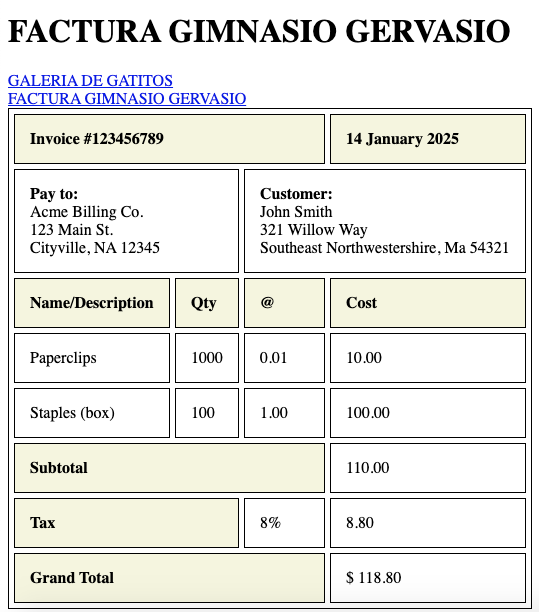 FACTURA GIMNASIO GERVASIO
GALERIA DE GATITOS
FACTURA GIMNASIO GERVASIO
Invoice #123456789 14 January 2025
Pay to:
Acme Billing Co.
123 Main St.
Cityville, NA 12345
Customer:
John Smith
321 Willow Way
Southeast Northwestershire, Ma 54321
Name/Description Qty @ Cost
Paperclips 1000 0.01 10.00
Staples (box) 100 1.00 100.00
Subtotal 110.00
Tax 8% 8.80
Grand Total $ 118.80